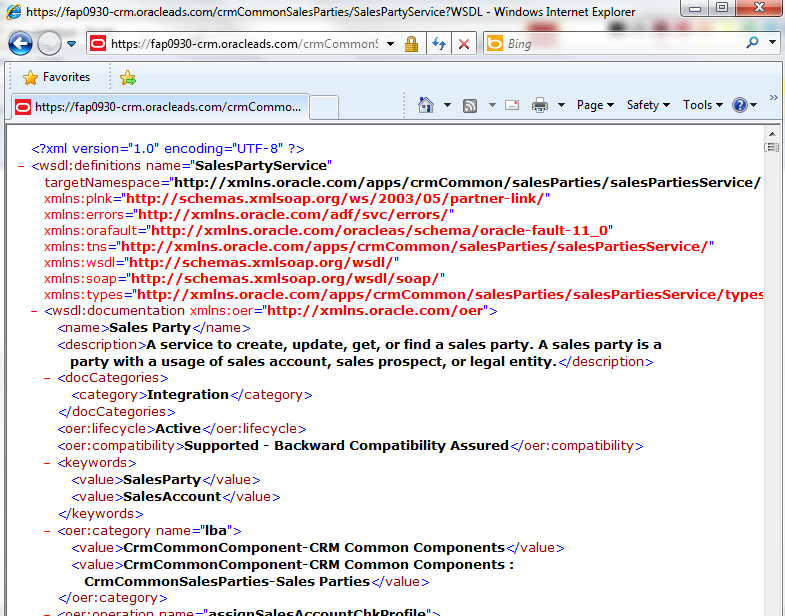 https://fap0930-crm.oracleads.com/crmCommonSalesParties/SalesPartyService?WSDL - Windows Internet Explorer
https://fap0930-crm.oracleads.com/crmCommonS
Bing
Favorites
https://fap0930-crm.oracleads.com/crmCommo...
Page
Safety
Tools
<?xml version="1.0" encoding="UTF-8" ?>
- <wsdl:definitions name="SalesPartyService"
targetNamespace="http://xmlns.oracle.com/apps/crmCommon/salesParties/salesPartiesService/
xmlns:plnk="http://schemas.xmlsoap.org/ws/2003/05/partner-link/"
xmlns:errors="http://xmlns.oracle.com/adf/svc/errors/"
xmlns:orafault="http://xmlns.oracle.com/oracleas/schema/oracle-fault-11_0"
xmlns:tns="http://xmlns.oracle.com/apps/crmCommon/salesParties/salesPartiesService/"
xmlns:wsdl="http://schemas.xmlsoap.org/wsdl/"
xmlns:soap="http://schemas.xmlsoap.org/wsdl/soap/"
xmlns:types="http://xmlns.oracle.com/apps/crmCommon/salesParties/salesPartiesService/types
- <wsdl:documentation xmlns:oer="http://xmlns.oracle.com/oer">
<name>Sales Party</name>
<description>A service to create, update, get, or find a sales party. A sales party is a
party with a usage of sales account, sales prospect, or legal entity.</description>
- <docCategories>
<category>Integration</category>
</docCategories>
<oer:lifecycle>Active</oer:lifecycle>
<oer:compatibility>Supported - Backward Compatibility Assured</oer:compatibility>
- <keywords>
<value>SalesParty</value>
<value>SalesAccount</value>
</keywords>
- <oer:category name="lba">
<value>CrmCommonComponent-CRM Common Components</value>
<value>CrmCommonComponent-CRM Common Components :
CrmCommonSalesParties-Sales Parties</value>
</oer:category>
- <oer:operation name="assignSalesAccountChkProfile">